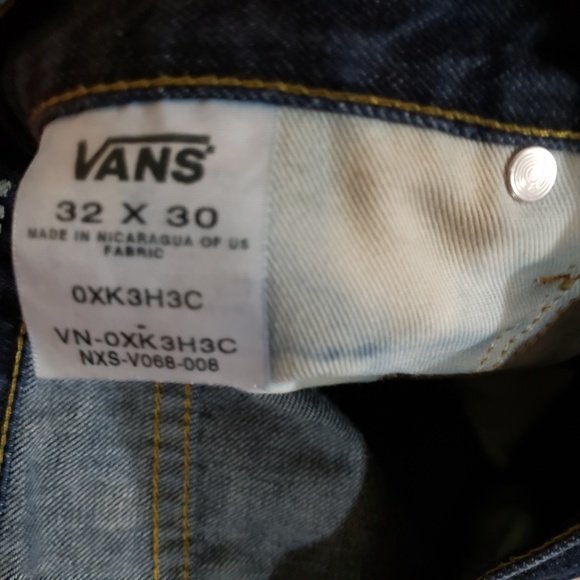 VANS
32 X 30
MADE IN NICARAGUA OF US
FABRIC
0XK3H3C
-
VN-0XK3H3C
NXS-V068-008